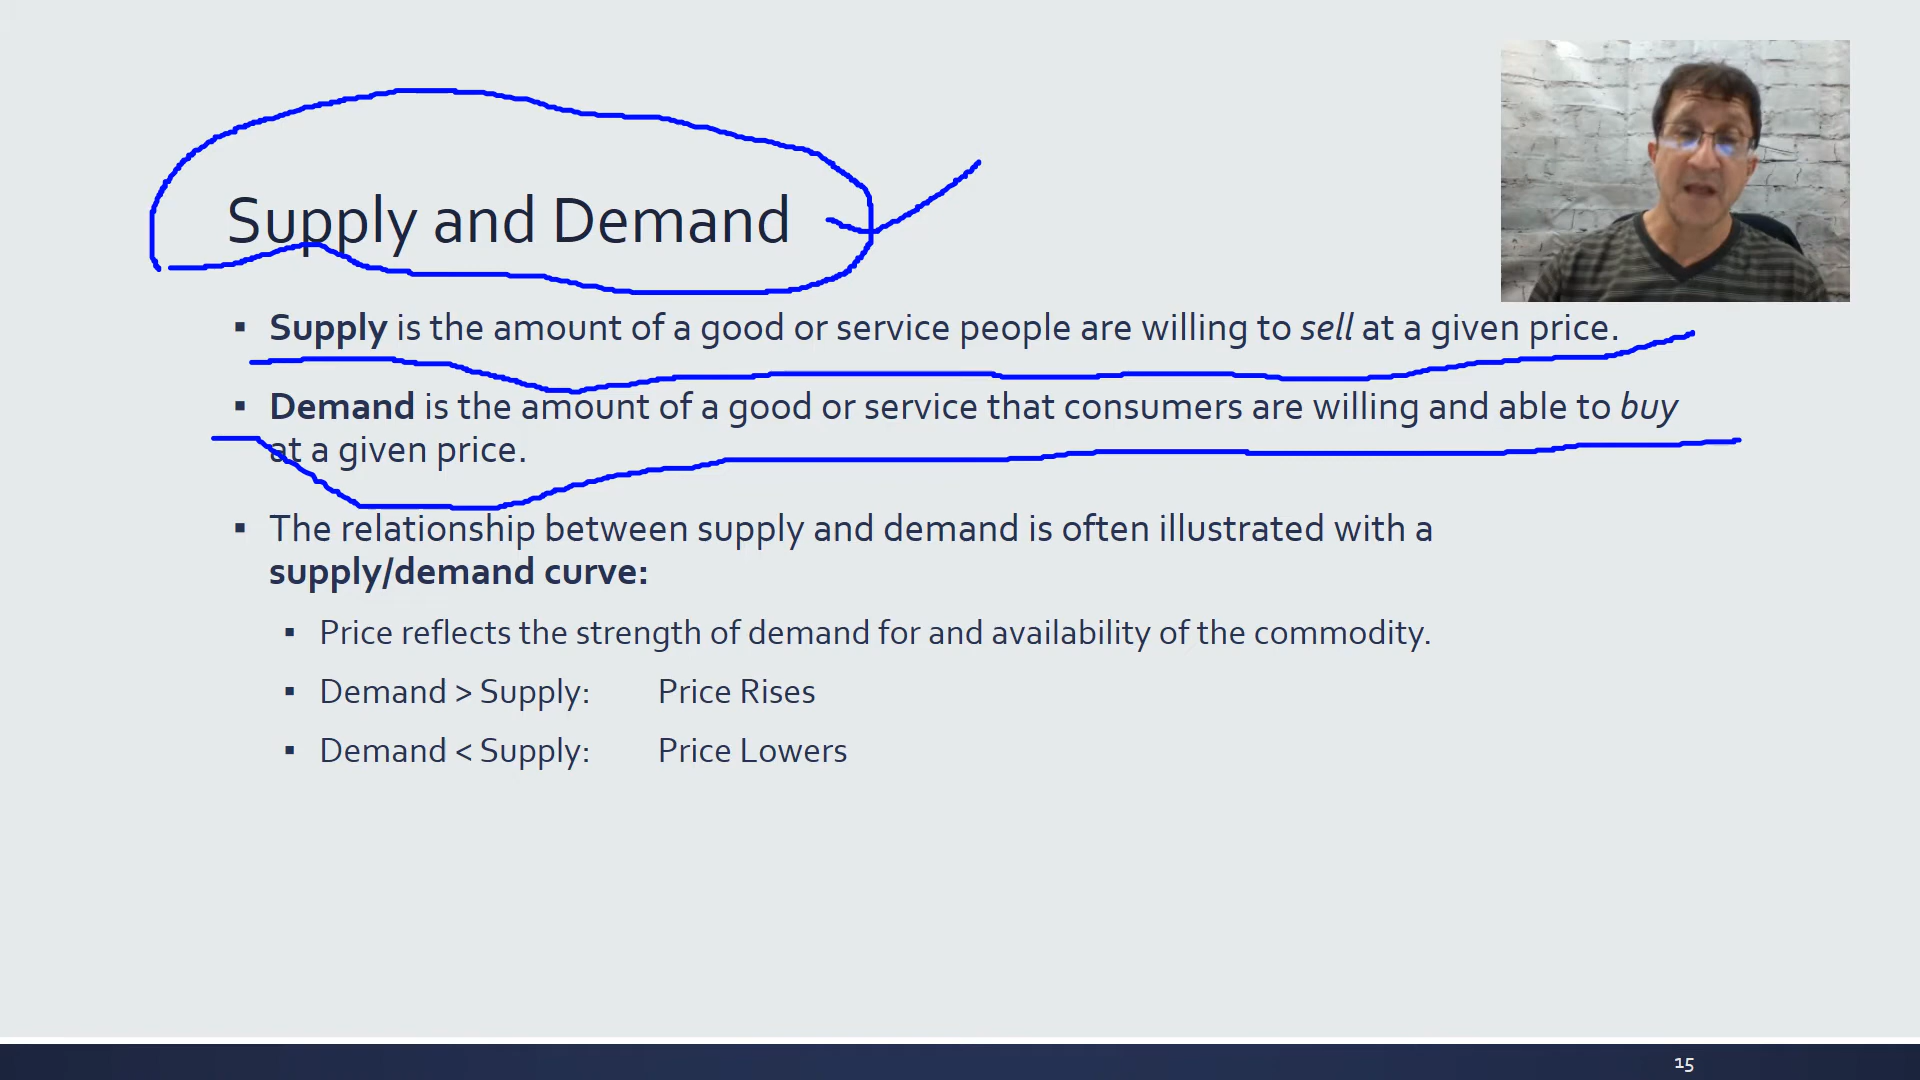 Supply and Demand
▪ Supply is the amount of a good or service people are willing to sell at a given price.
▪ Demand is the amount of a good or service that consumers are willing and able to buy
at a given price.
▪ The relationship between supply and demand is often illustrated with a
supply/demand curve:
▪ Price reflects the strength of demand for and availability of the commodity.
▪ Demand > Supply: Price Rises
▪ Demand < Supply: Price Lowers
15